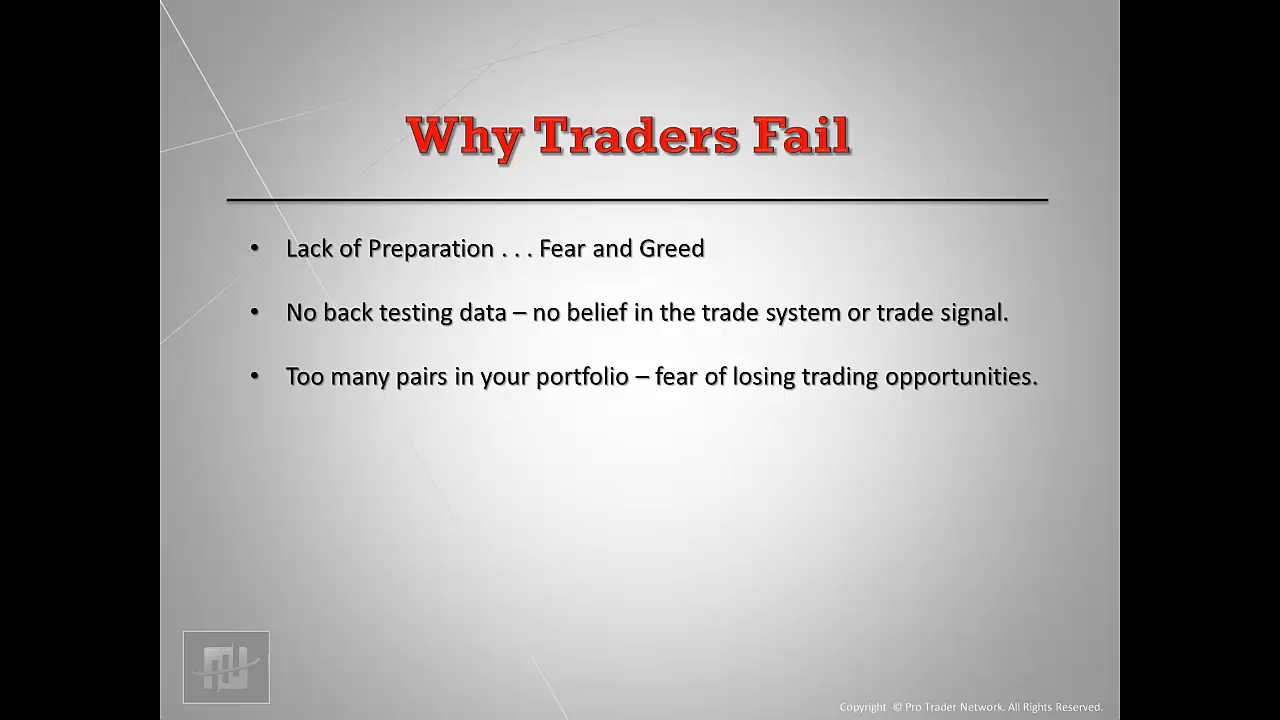 Why Traders Fail
• Lack of Preparation . . . Fear and Greed
• No back testing data – no belief in the trade system or trade signal.
• Too many pairs in your portfolio – fear of losing trading opportunities.
Copyright © Pro Trader Network. All Rights Reserved.